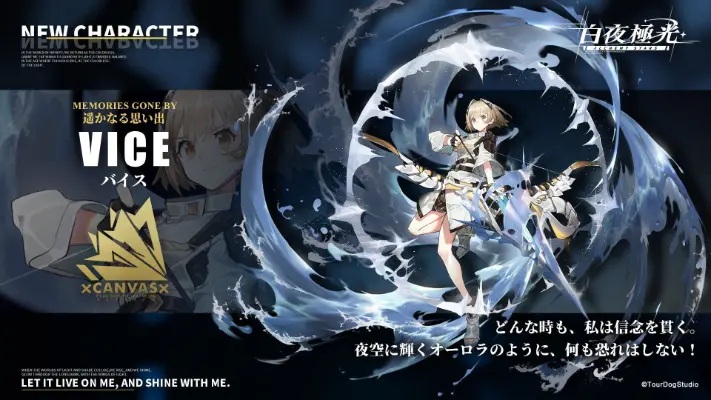 NEW CHARACTER
白夜極光
ALCHEMY STARS
MEMORIES GONE BY
遥かなる思い出
VICE
バイス
×CANVAS×
どんな時も、私は信念を貫く。
夜空に輝くオーロラのように、何も恐れはしない！
LET IT LIVE ON ME, AND SHINE WITH ME.
©TourDogStudio